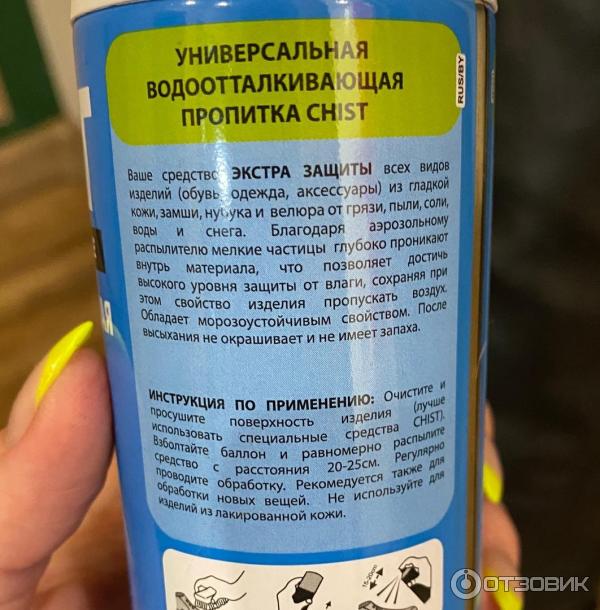 УНИВЕРСАЛЬНАЯ
ВОДООТТАЛКИВАЮЩАЯ
ПРОПИТКА CHIST
RUS/BY
Ваше средство ЭКСТРА ЗАЩИТЫ всех видов
изделий (обувь, одежда, аксессуары) из гладкой
кожи, замши, нубука и велюра от грязи, пыли, соли,
воды и снега. Благодаря аэрозольному
распылителю мелкие частицы глубоко проникают
внутрь материала, что позволяет достичь
высокого уровня защиты от влаги, сохраняя при
этом свойство изделия пропускать воздух.
Обладает морозоустойчивым свойством. После
высыхания не окрашивает и не имеет запаха.
ИНСТРУКЦИЯ ПО ПРИМЕНЕНИЮ: Очистите и
просушите поверхность изделия (лучше
использовать специальные средства CHIST).
Взболтайте баллон и равномерно распылите
средство с расстояния 20-25см. Регулярно
проводите обработку. Рекомедуется также для
обработки новых вещей. Не используйте для
изделий из лакированной кожи.
ОТЗОВИК